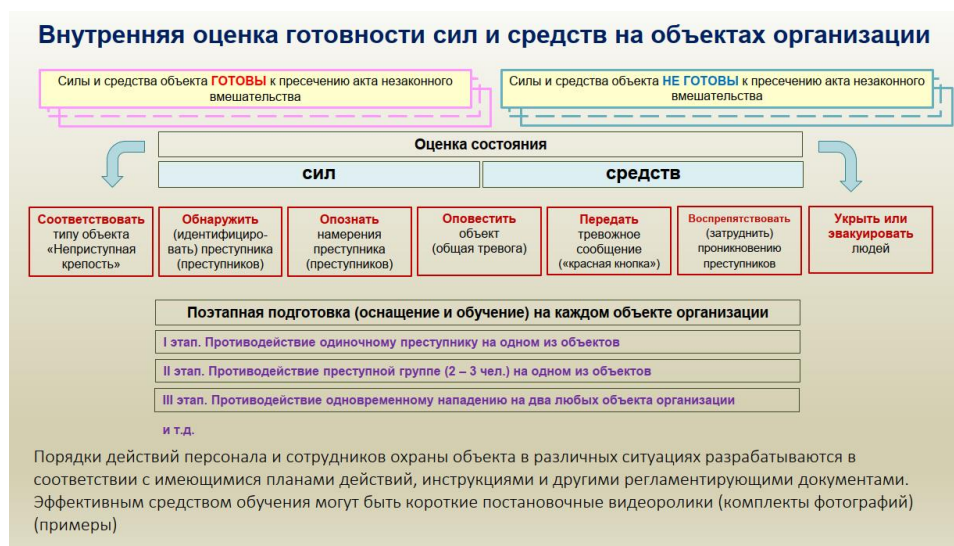 Внутренняя оценка готовности сил и средств на объектах организации
Силы и средства объекта ГОТОВЫ к пресечению акта незаконного
вмешательства
Силы и средства объекта НЕ ГОТОВЫ к пресечению акта незаконного
вмешательства
Оценка состояния
сил
средств
Соответствовать
типу объекта
«Неприступная
крепость»
Обнаружить
(идентифициро-
вать) преступника
(преступников)
Опознать
намерения
преступника
(преступников)
Оповестить
объект
(общая тревога)
Передать
тревожное
сообщение
(«красная кнопка»)
Воспрепятствовать
(затруднить)
проникновению
преступников
Укрыть или
эвакуировать
людей
Поэтапная подготовка (оснащение и обучение) на каждом объекте организации
I этап. Противодействие одиночному преступнику на одном из объектов
II этап. Противодействие преступной группе (2 – 3 чел.) на одном из объектов
III этап. Противодействие одновременному нападению на два любых объекта организации
и т.д.
Порядки действий персонала и сотрудников охраны объекта в различных ситуациях разрабатываются в
соответствии с имеющимися планами действий, инструкциями и другими регламентирующими документами.
Эффективным средством обучения могут быть короткие постановочные видеоролики (комплекты фотографий)
(примеры)